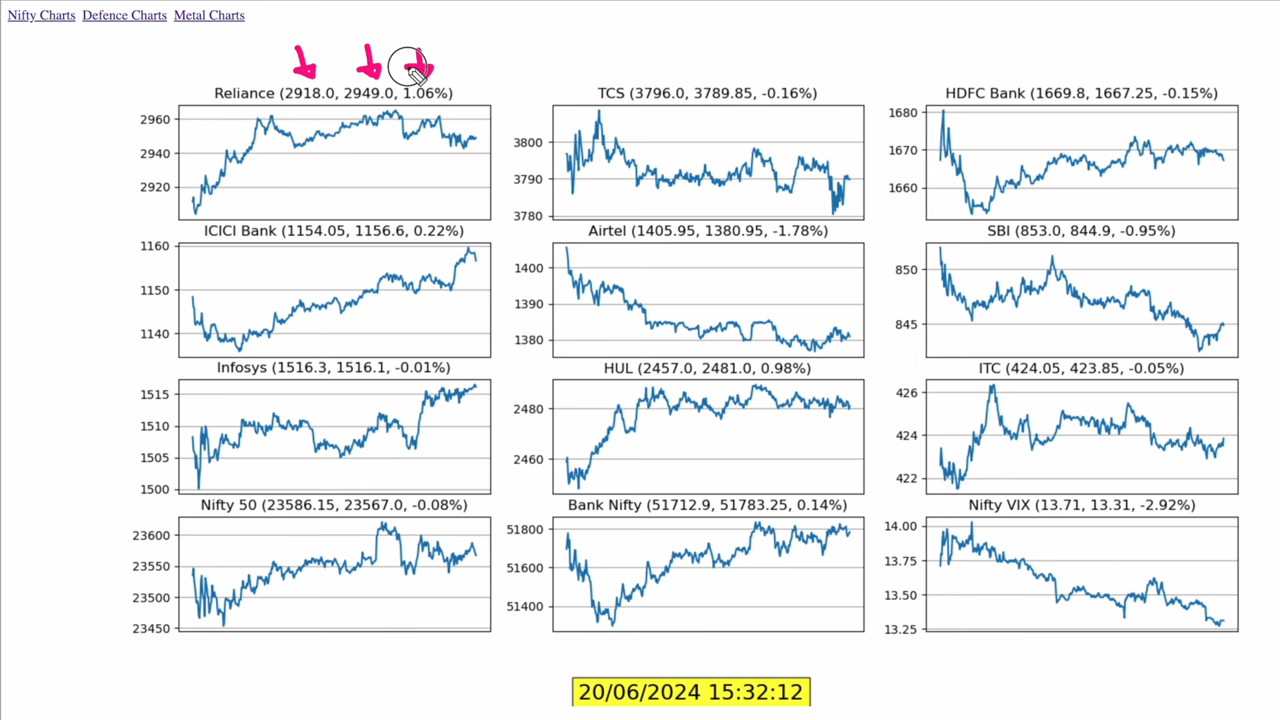 Nifty Charts Defence Charts Metal Charts
Reliance (2918.0, 2949.0, 1.06%)
2960
2940
2920
TCS (3796.0, 3789.85, -0.16%)
3800
3790
3780
HDFC Bank (1669.8, 1667.25, -0.15%)
1680
1670
1660
ICICI Bank (1154.05, 1156.6, 0.22%)
1160
1150
1140
Airtel (1405.95, 1380.95, -1.78%)
1400
1390
1380
SBI (853.0, 844.9, -0.95%)
850
845
Infosys (1516.3, 1516.1, -0.01%)
1515
1510
1505
1500
HUL (2457.0, 2481.0, 0.98%)
2480
2460
ITC (424.05, 423.85, -0.05%)
426
424
422
Nifty 50 (23586.15, 23567.0, -0.08%)
23600
23550
23500
23450
Bank Nifty (51712.9, 51783.25, 0.14%)
51800
51600
51400
Nifty VIX (13.71, 13.31, -2.92%)
14.00
13.75
13.50
13.25
20/06/2024 15:32:12